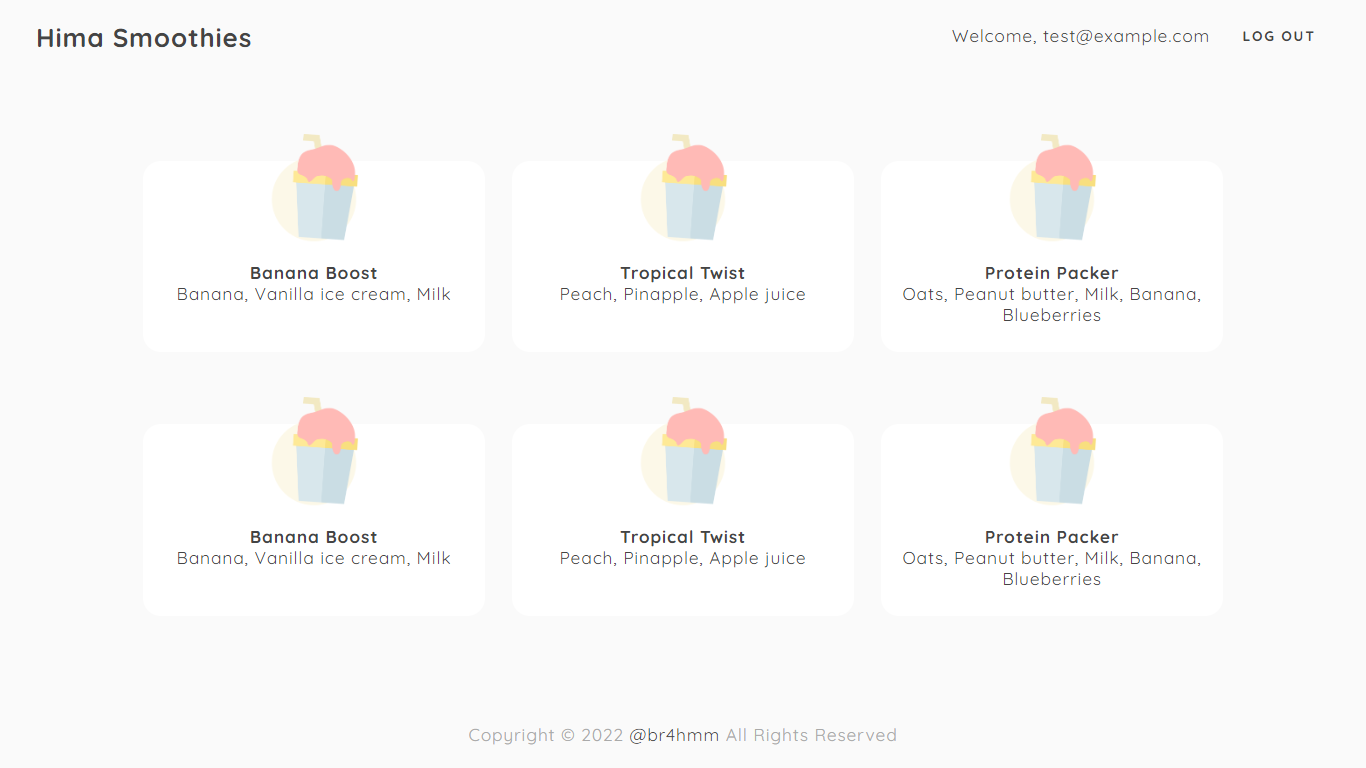 Hima Smoothies
Welcome, test@example.com
LOG OUT
Banana Boost
Banana, Vanilla ice cream, Milk
Tropical Twist
Peach, Pinapple, Apple juice
Protein Packer
Oats, Peanut butter, Milk, Banana,
Blueberries
Banana Boost
Banana, Vanilla ice cream, Milk
Tropical Twist
Peach, Pinapple, Apple juice
Protein Packer
Oats, Peanut butter, Milk, Banana,
Blueberries
Copyright © 2022 @br4hmm All Rights Reserved